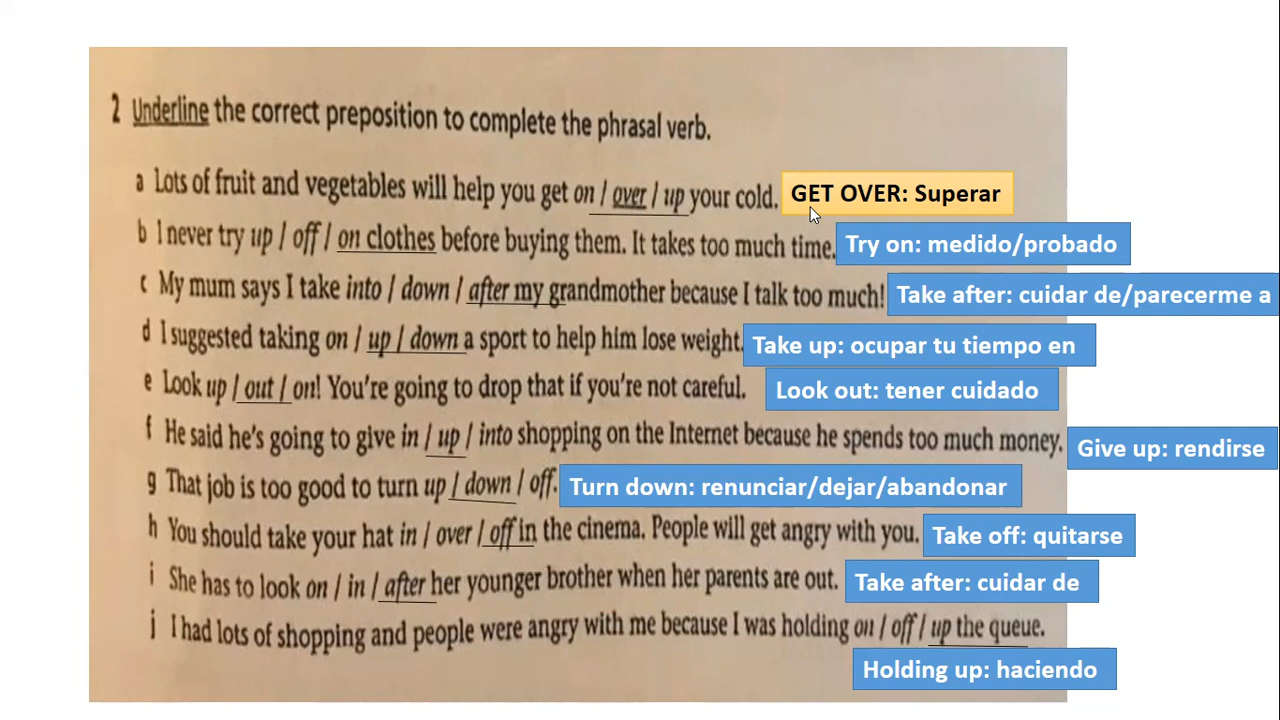 2 Underline the correct preposition to complete the phrasal verb.
a Lots of fruit and vegetables will help you get on / over / up your cold. GET OVER: Superar
b I never try up / off / on clothes before buying them. It takes too much time. Try on: medido/probado
c My mum says I take into / down / after my grandmother because I talk too much! Take after: cuidar de/parecerme a
d I suggested taking on / up / down a sport to help him lose weight. Take up: ocupar tu tiempo en
e Look up / out / on! You're going to drop that if you're not careful. Look out: tener cuidado
f He said he's going to give in / up / into shopping on the Internet because he spends too much money. Give up: rendirse
g That job is too good to turn up / down / off. Turn down: renunciar/dejar/abandonar
h You should take your hat in / over / off in the cinema. People will get angry with you. Take off: quitarse
i She has to look on / in / after her younger brother when her parents are out. Take after: cuidar de
j I had lots of shopping and people were angry with me because I was holding on / off / up the queue.
Holding up: haciendo